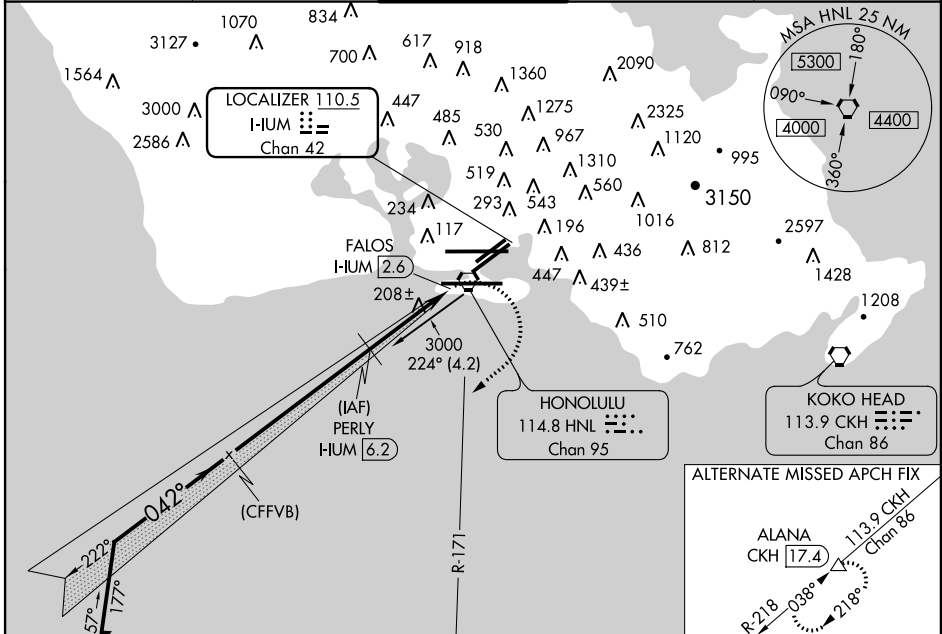 834
1070
3127
700
617
918
1564
1360
2090
3000
2586
LOCALIZER 110.5
I-IUM
Chan 42
447
485
1275
2325
530
967
1120
995
519
1310
560
3150
234
293
543
1016
117
196
2597
447
436
812
439±
1428
FALOS
I-IUM 2.6
208±
1208
510
762
3000
224° (4.2)
(IAF)
PERLY
I-IUM 6.2
HONOLULU
114.8 HNL
Chan 95
KOKO HEAD
113.9 CKH
Chan 86
042°
(CFFVB)
222°
57°
177°
R-171
MSA HNL 25 NM
5300
180°
090°
4000
4400
360°
ALTERNATE MISSED APCH FIX
113.9 CKH
Chan 86
ALANA
CKH 17.4
R-218
038°
218°